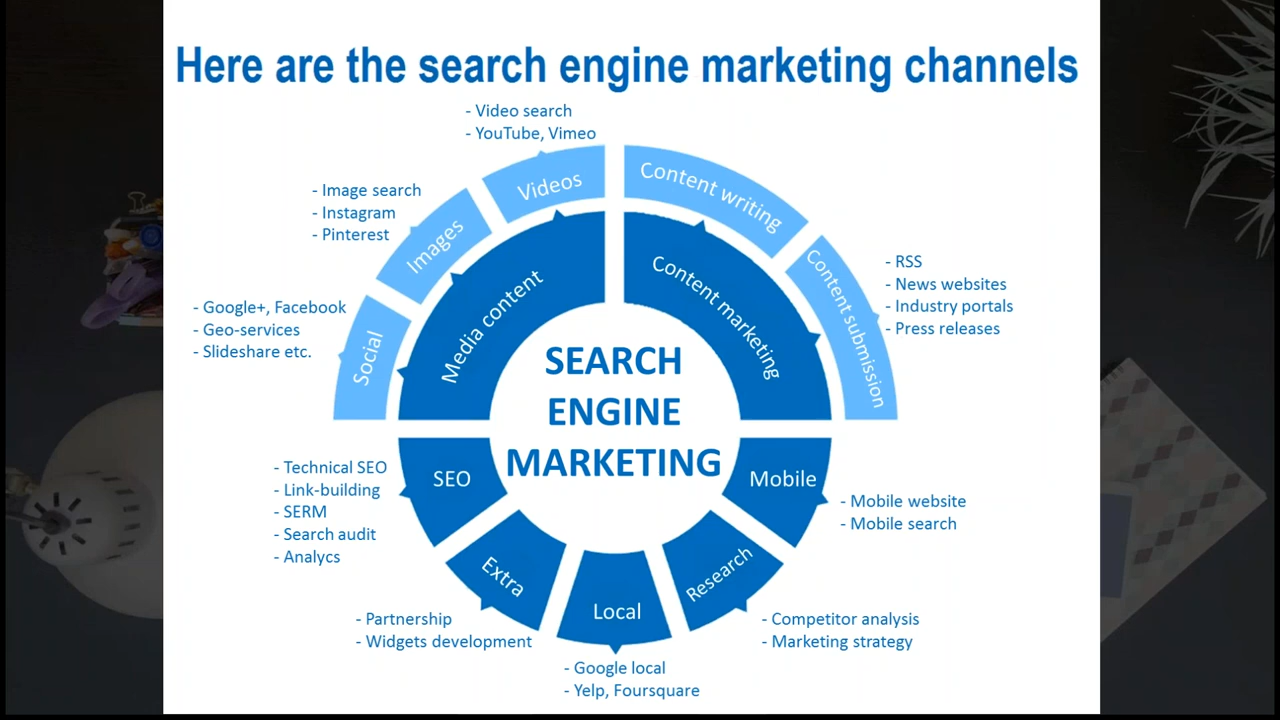 Here are the search engine marketing channels
- Video search
- YouTube, Vimeo
Videos
Content writing
- Image search
- Instagram
- Pinterest
Images
Content submission
- RSS
- News websites
- Industry portals
- Press releases
- Google+, Facebook
- Geo-services
- Slideshare etc.
Social
Media content
Content marketing
SEARCH
ENGINE
MARKETING
SEO
- Technical SEO
- Link-building
- SERM
- Search audit
- Analycs
Mobile
- Mobile website
- Mobile search
Extra
- Partnership
- Widgets development
Local
- Google local
- Yelp, Foursquare
Research
- Competitor analysis
- Marketing strategy